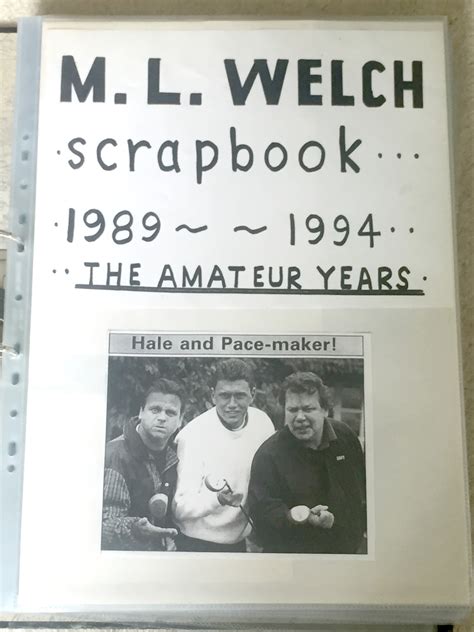 M. L. WELCH
· scrapbook ···
· 1989 ~ ~ 1994 ··
·· THE AMATEUR YEARS ·
Hale and Pace-maker!